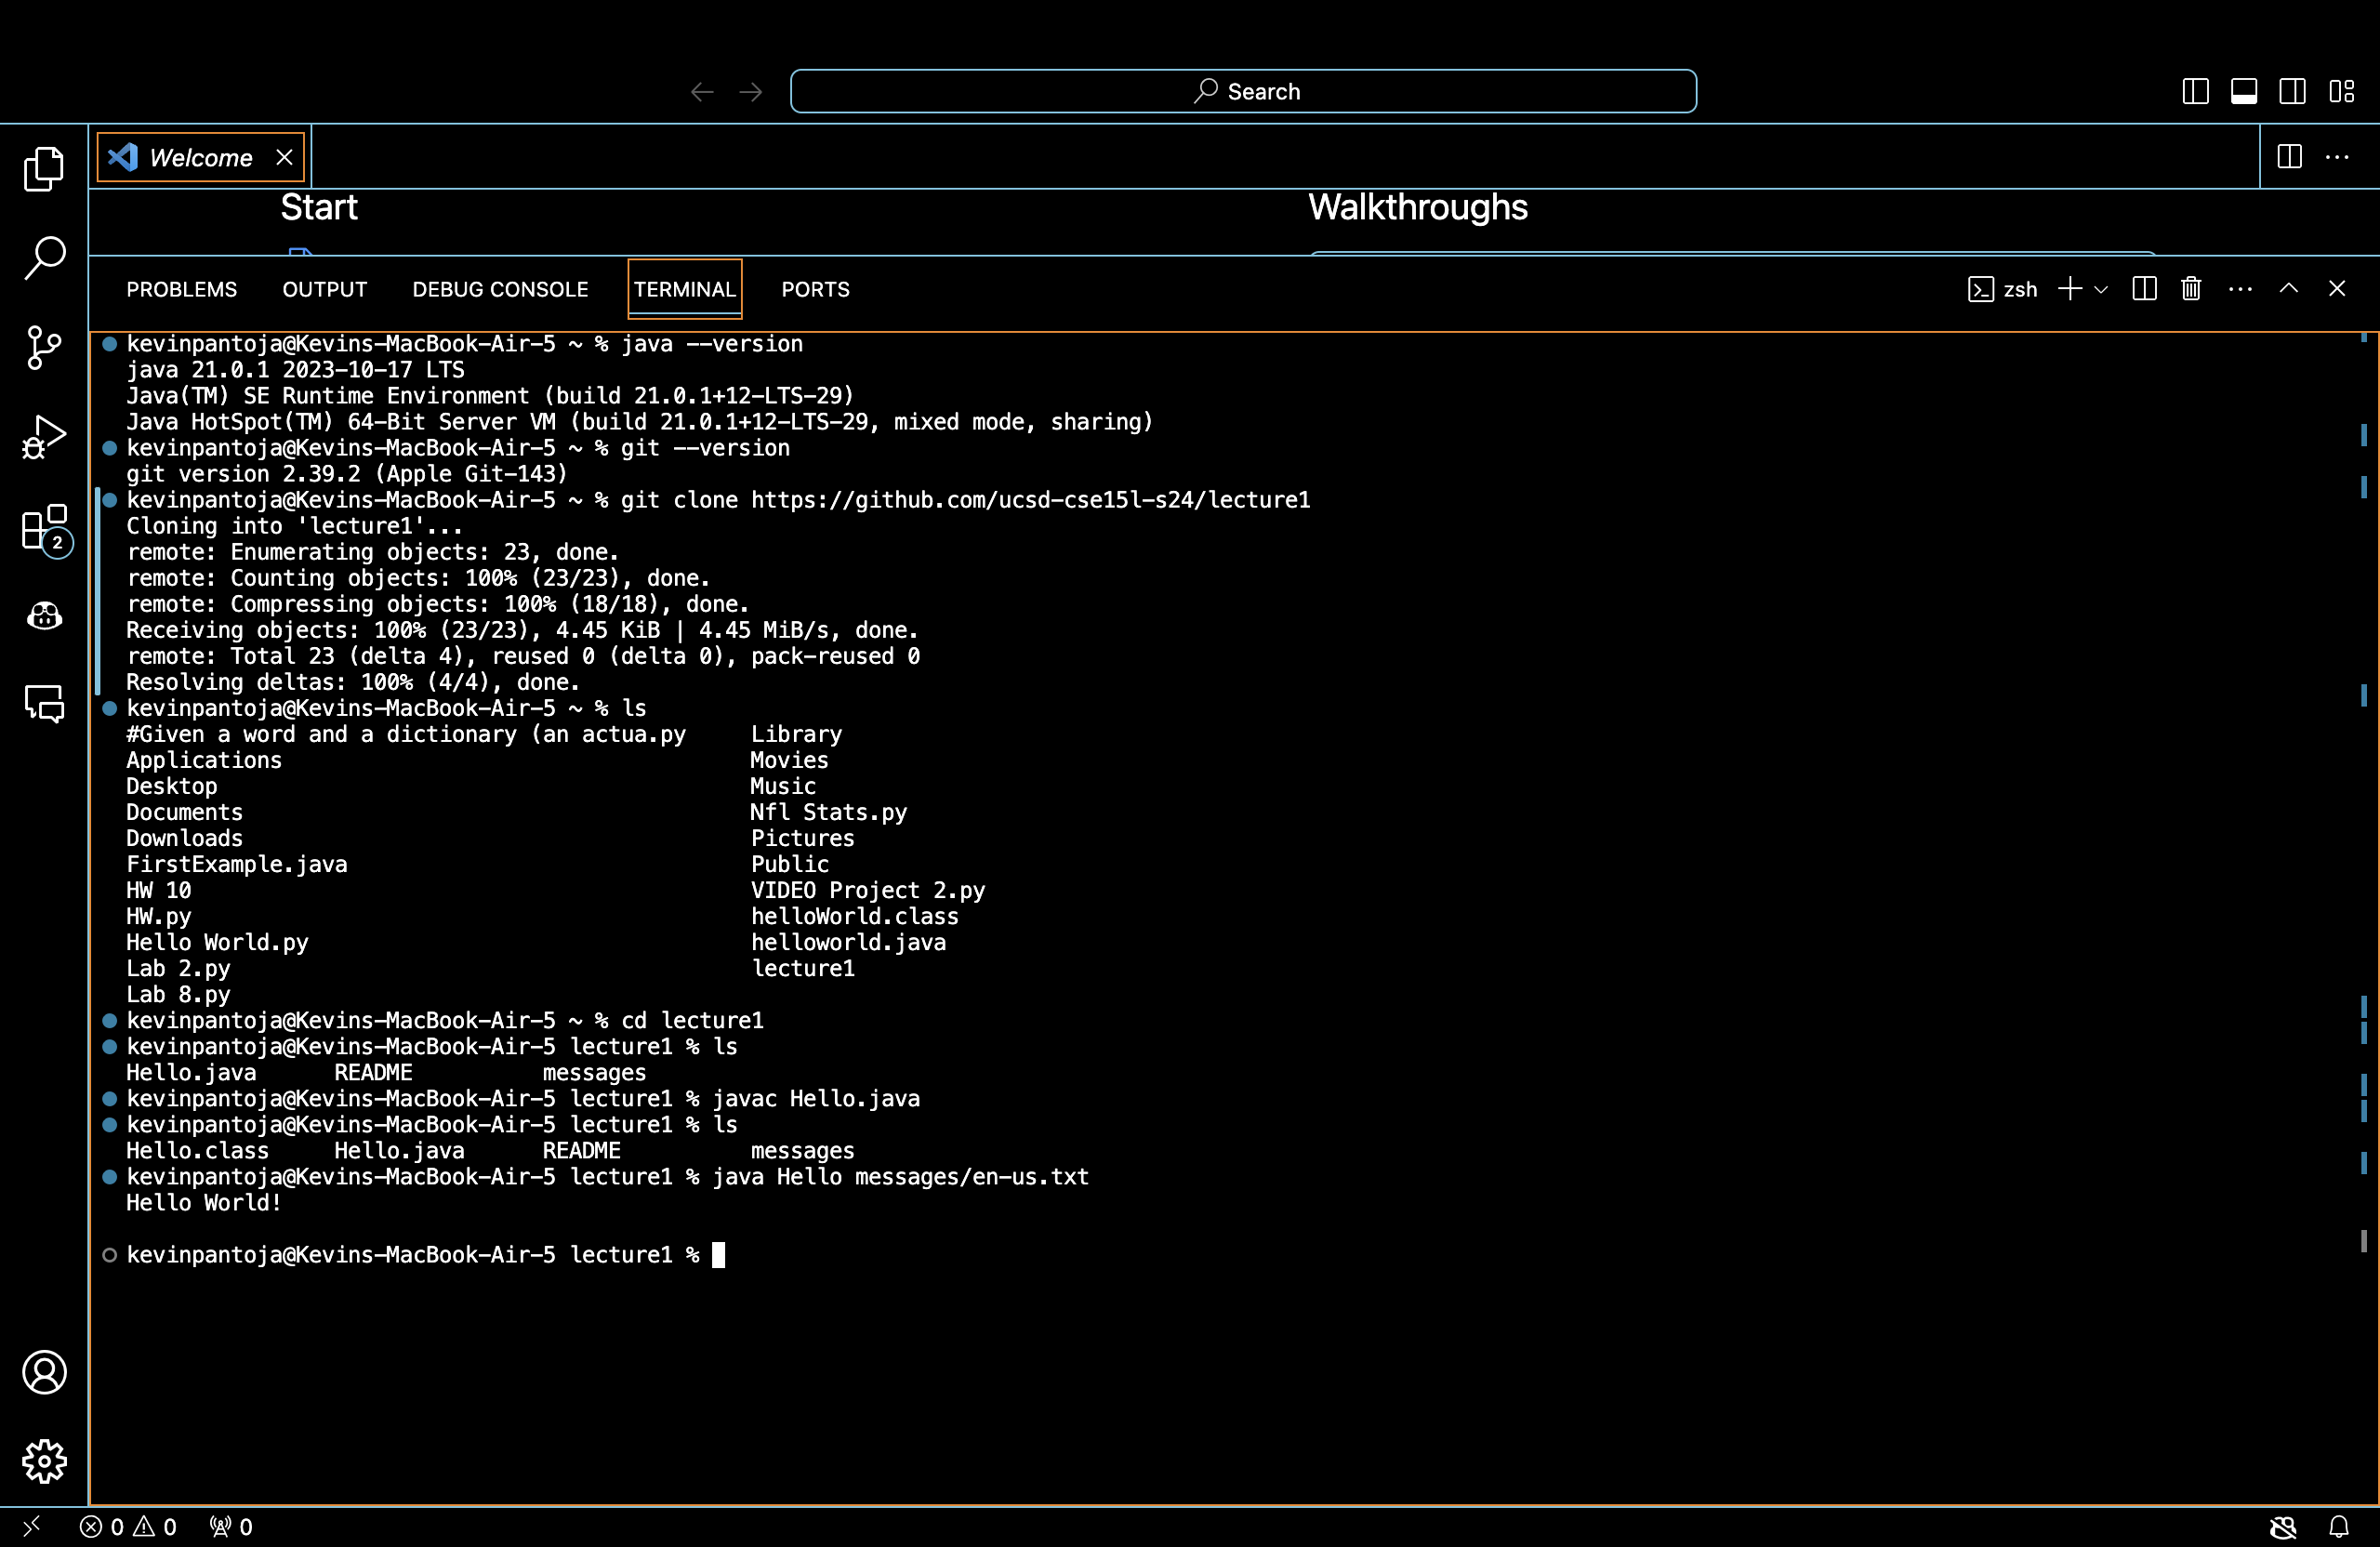 Search
Welcome
Start
Walkthroughs
PROBLEMS OUTPUT DEBUG CONSOLE TERMINAL PORTS zsh
kevinpantoja@Kevins-MacBook-Air-5 ~ % java --version
java 21.0.1 2023-10-17 LTS
Java(TM) SE Runtime Environment (build 21.0.1+12-LTS-29)
Java HotSpot(TM) 64-Bit Server VM (build 21.0.1+12-LTS-29, mixed mode, sharing)
kevinpantoja@Kevins-MacBook-Air-5 ~ % git --version
git version 2.39.2 (Apple Git-143)
kevinpantoja@Kevins-MacBook-Air-5 ~ % git clone https://github.com/ucsd-cse15l-s24/lecture1
Cloning into 'lecture1'...
remote: Enumerating objects: 23, done.
remote: Counting objects: 100% (23/23), done.
remote: Compressing objects: 100% (18/18), done.
Receiving objects: 100% (23/23), 4.45 KiB | 4.45 MiB/s, done.
remote: Total 23 (delta 4), reused 0 (delta 0), pack-reused 0
Resolving deltas: 100% (4/4), done.
kevinpantoja@Kevins-MacBook-Air-5 ~ % ls
#Given a word and a dictionary (an actua.py Library
Applications Movies
Desktop Music
Documents Nfl Stats.py
Downloads Pictures
FirstExample.java Public
HW 10 VIDEO Project 2.py
HW.py helloWorld.class
Hello World.py helloworld.java
Lab 2.py lecture1
Lab 8.py
kevinpantoja@Kevins-MacBook-Air-5 ~ % cd lecture1
kevinpantoja@Kevins-MacBook-Air-5 lecture1 % ls
Hello.java README messages
kevinpantoja@Kevins-MacBook-Air-5 lecture1 % javac Hello.java
kevinpantoja@Kevins-MacBook-Air-5 lecture1 % ls
Hello.class Hello.java README messages
kevinpantoja@Kevins-MacBook-Air-5 lecture1 % java Hello messages/en-us.txt
Hello World!
kevinpantoja@Kevins-MacBook-Air-5 lecture1 %
2
0 0 0